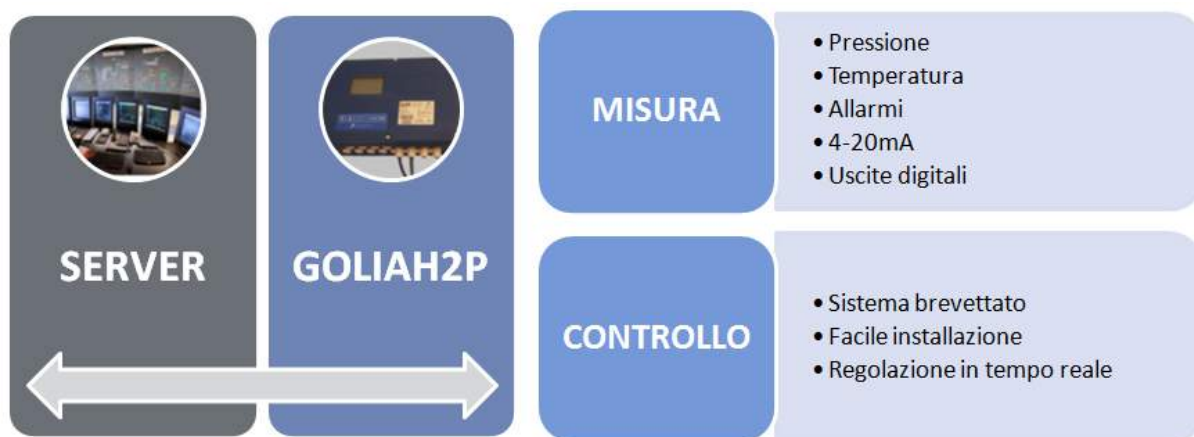 SERVER
GOLIAH2P
MISURA
• Pressione
• Temperatura
• Allarmi
• 4-20mA
• Uscite digitali
CONTROLLO
• Sistema brevettato
• Facile installazione
• Regolazione in tempo reale